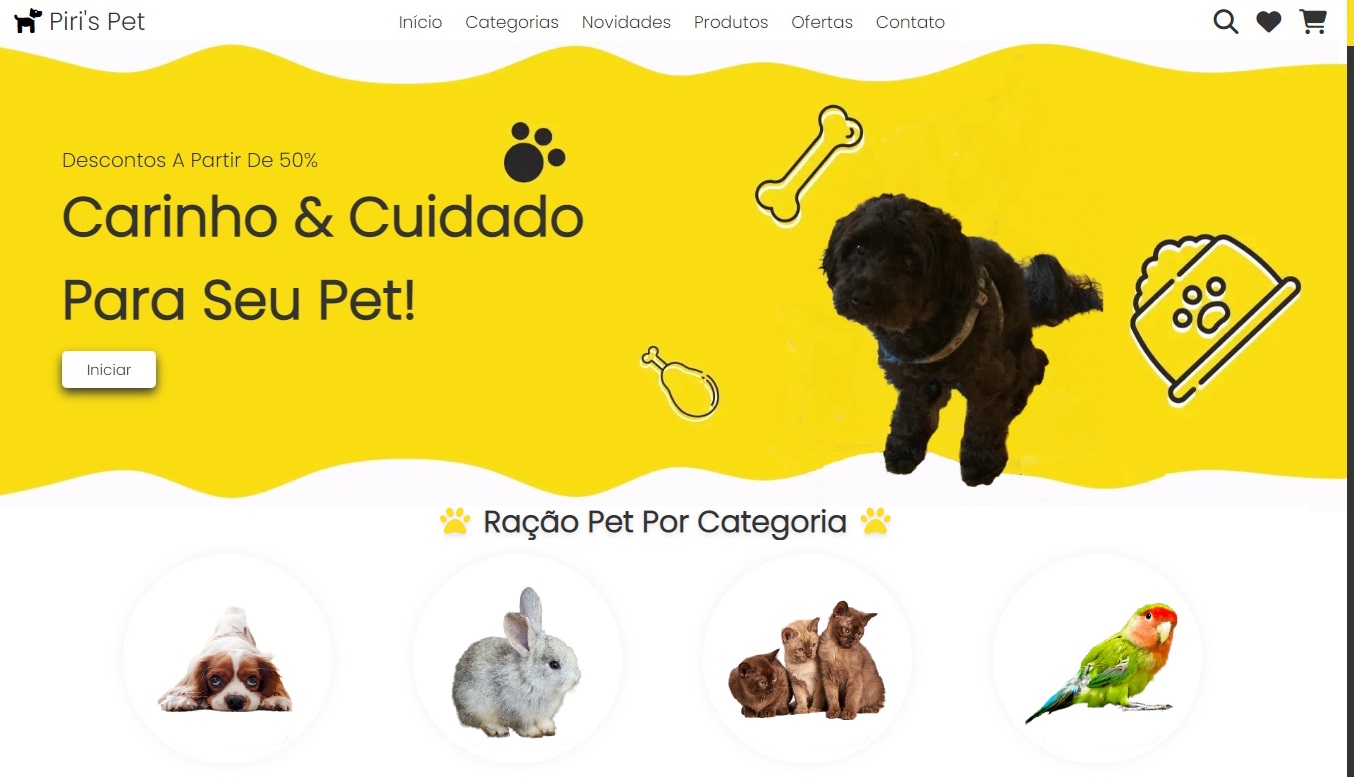 Piri's Pet
Início
Categorias
Novidades
Produtos
Ofertas
Contato
Descontos A Partir De 50%
Carinho & Cuidado
Para Seu Pet!
Iniciar
Ração Pet Por Categoria